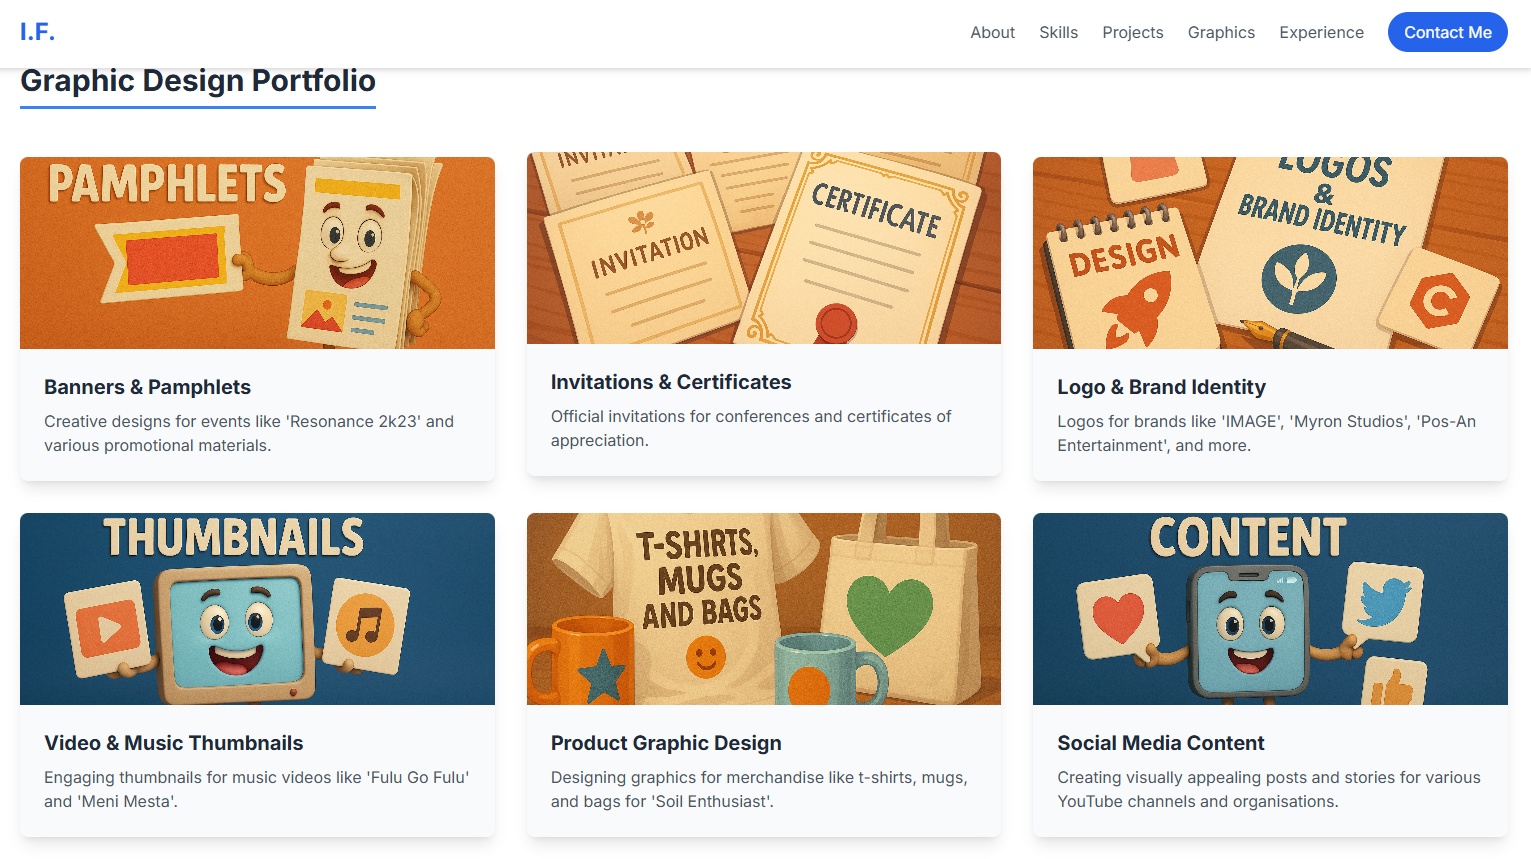 I.F.
About
Skills
Projects
Graphics
Experience
Contact Me
Graphic Design Portfolio
PAMPHLETS
Banners & Pamphlets
Creative designs for events like 'Resonance 2k23' and
various promotional materials.
INVITATION
CERTIFICATE
Invitations & Certificates
Official invitations for conferences and certificates of
appreciation.
LOGOS
&
BRAND IDENTITY
DESIGN
Logo & Brand Identity
Logos for brands like 'IMAGE', 'Myron Studios', 'Pos-An
Entertainment', and more.
THUMBNAILS
Video & Music Thumbnails
Engaging thumbnails for music videos like 'Fulu Go Fulu'
and 'Meni Mesta'.
T-SHIRTS,
MUGS
AND BAGS
Product Graphic Design
Designing graphics for merchandise like t-shirts, mugs,
and bags for 'Soil Enthusiast'.
CONTENT
Social Media Content
Creating visually appealing posts and stories for various
YouTube channels and organisations.